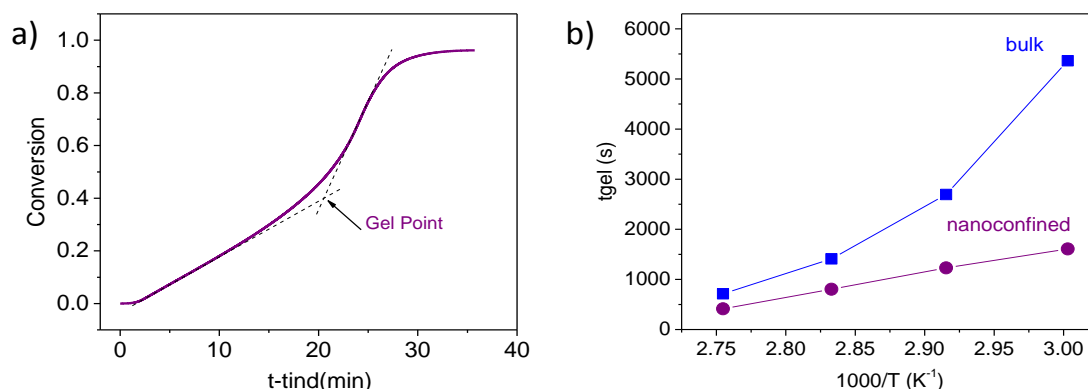 a)
1.0
0.8
0.6
0.4
0.2
0.0
Conversion
Gel Point
0 10 20 30 40
t-tind(min)
b)
6000
5000
4000
3000
2000
1000
0
tgel (s)
bulk
nanoconfined
2.75 2.80 2.85 2.90 2.95 3.00
1000/T (K⁻¹)